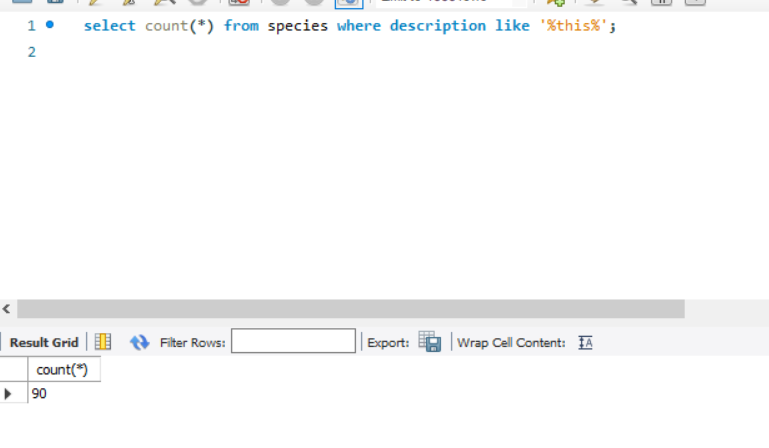 1 select count(*) from species where description like '%this%';
2
Result Grid Filter Rows: Export: Wrap Cell Content:
count(*)
90